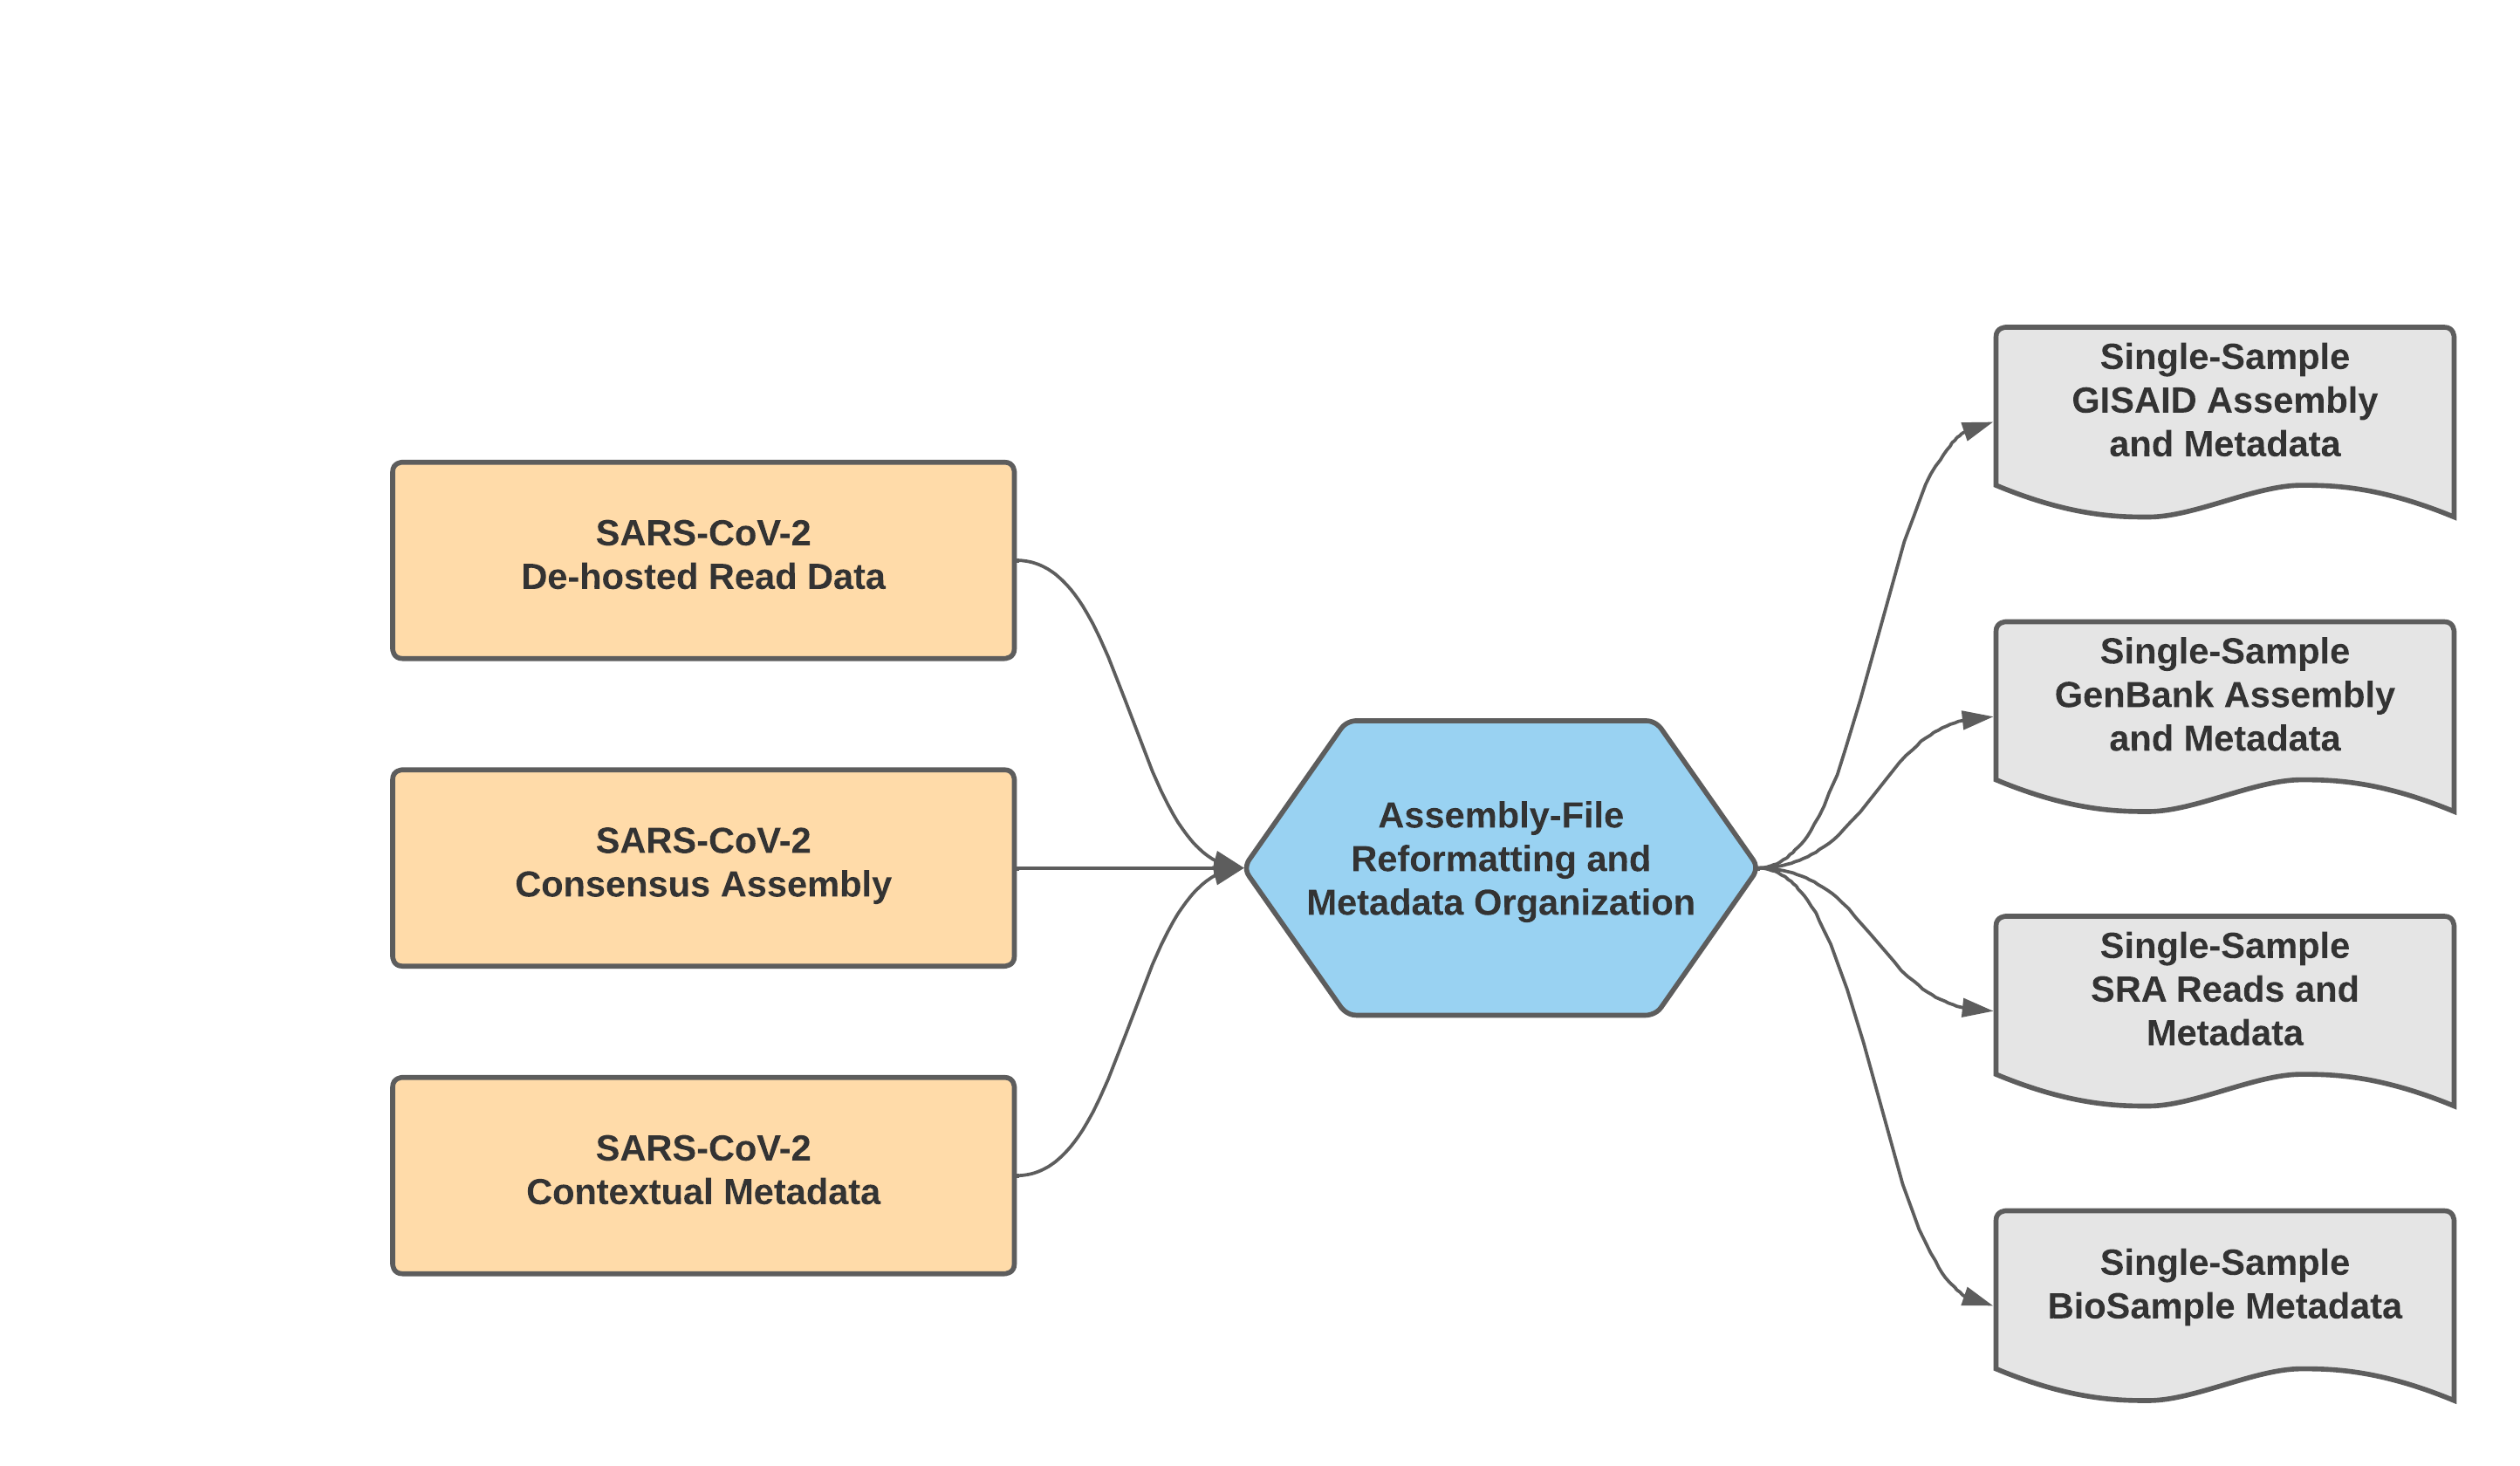 SARS-CoV-2
De-hosted Read Data
SARS-CoV-2
Consensus Assembly
SARS-CoV-2
Contextual Metadata
Assembly-File
Reformatting and
Metadata Organization
Single-Sample
GISAID Assembly
and Metadata
Single-Sample
GenBank Assembly
and Metadata
Single-Sample
SRA Reads and
Metadata
Single-Sample
BioSample Metadata